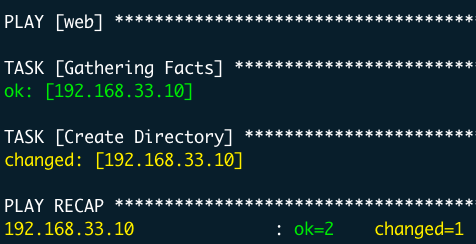 PLAY [web] ************************************
TASK [Gathering Facts] ************************
ok: [192.168.33.10]
TASK [Create Directory] ***********************
changed: [192.168.33.10]
PLAY RECAP ************************************
192.168.33.10 : ok=2 changed=1